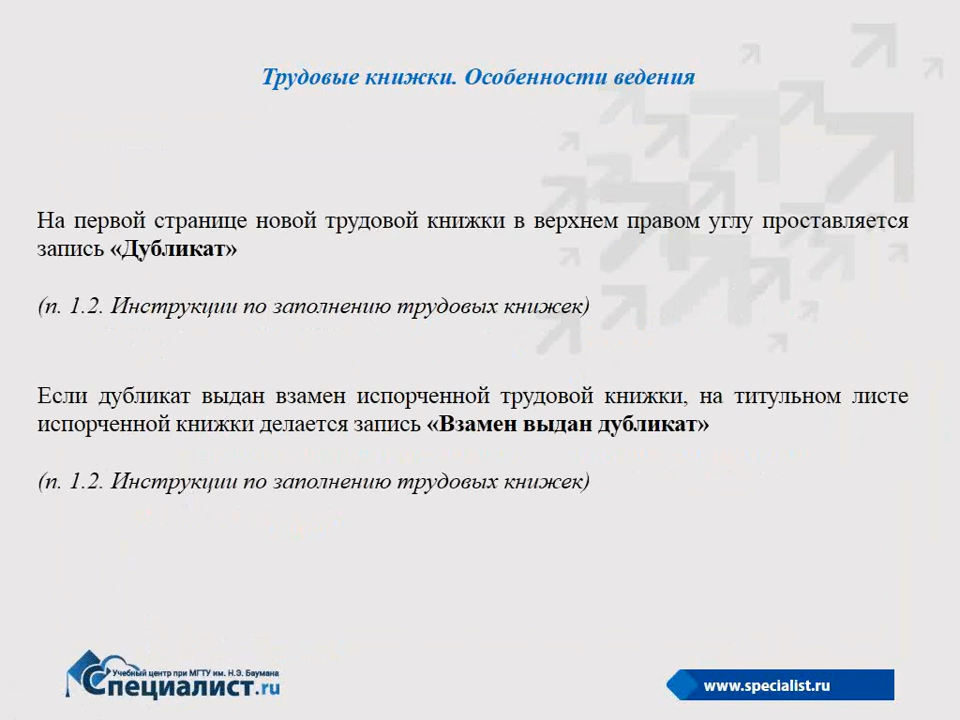 Трудовые книжки. Особенности ведения
На первой странице новой трудовой книжки в верхнем правом углу проставляется
запись «Дубликат»
(п. 1.2. Инструкции по заполнению трудовых книжек)
Если дубликат выдан взамен испорченной трудовой книжки, на титульном листе
испорченной книжки делается запись «Взамен выдан дубликат»
(п. 1.2. Инструкции по заполнению трудовых книжек)
Учебный центр при МГТУ им. Н.Э. Баумана
Специалист.ru
www.specialist.ru